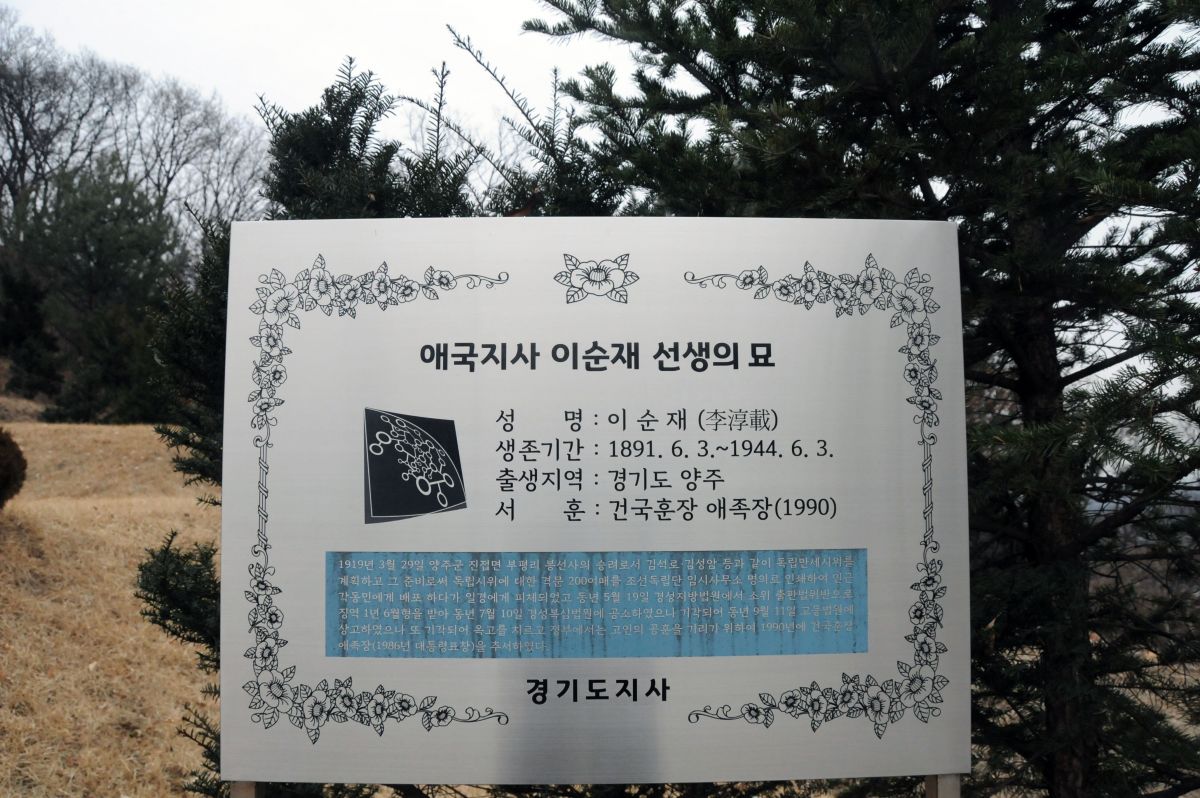 애국지사 이순재 선생의 묘
성 명 : 이 순 재 (李淳載)
생존기간 : 1891. 6. 3.~1944. 6. 3.
출생지역 : 경기도 양주
서 훈 : 건국훈장 애족장(1990)
1919년 3월 29일 양주군 진접면 부평리 봉선사의 승려로서 김석로 김성암 등과 같이 독립만세시위를
계획하고 그 준비로써 독립시위에 대한 격문 200여매를 조선독립단 임시사무소 명의로 인쇄하여 인근
각동민에게 배포 하다가 일경에게 피체되었고 동년 5월 19일 경성지방법원에서 소위 출판법위반으로
징역 1년 6월형을 받아 동년 7월 10일 경성복심법원에 공소하였으나 기각되어 동년 9월 11일 고등법원에
상고하였으나 또 기각되어 옥고를 치르고 정부에서는 고인의 공훈을 기리기 위하여 1990년에 건국훈장
애족장(1986년 대통령표창)을 추서하였다.
경기도지사